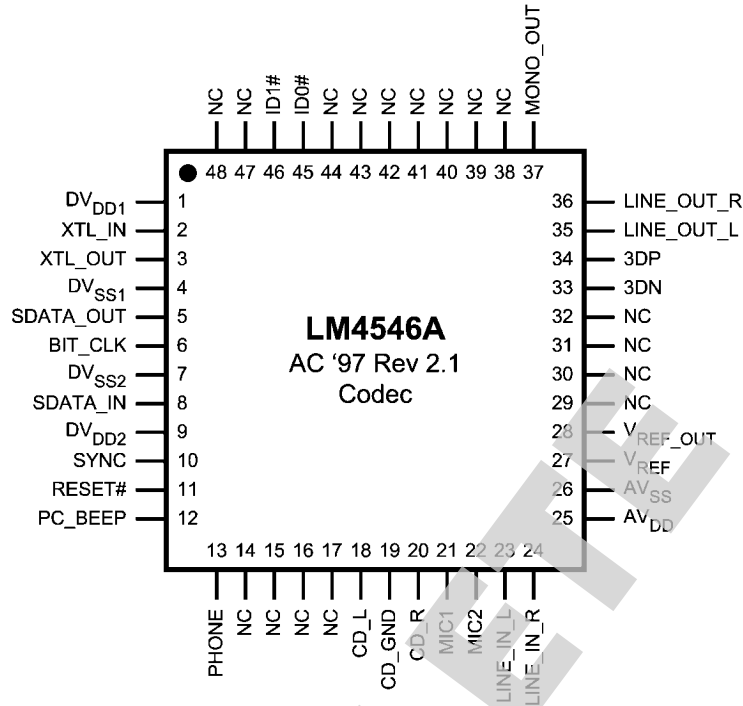 NC
NC
ID1#
ID0#
NC
NC
NC
NC
NC
NC
NC
MONO_OUT
48 47 46 45 44 43 42 41 40 39 38 37
DVDD1 1
XTL_IN 2
XTL_OUT 3
DVSS1 4
SDATA_OUT 5
BIT_CLK 6
DVSS2 7
SDATA_IN 8
DVDD2 9
SYNC 10
RESET# 11
PC_BEEP 12
LM4546A
AC ‘97 Rev 2.1
Codec
36 LINE_OUT_R
35 LINE_OUT_L
34 3DP
33 3DN
32 NC
31 NC
30 NC
29 NC
28 VREF_OUT
27 VREF
26 AVSS
25 AVDD
13 14 15 16 17 18 19 20 21 22 23 24
PHONE
NC
NC
NC
NC
CD_L
CD_GND
CD_R
MIC1
MIC2
LINE_IN_L
LINE_IN_R
ETE